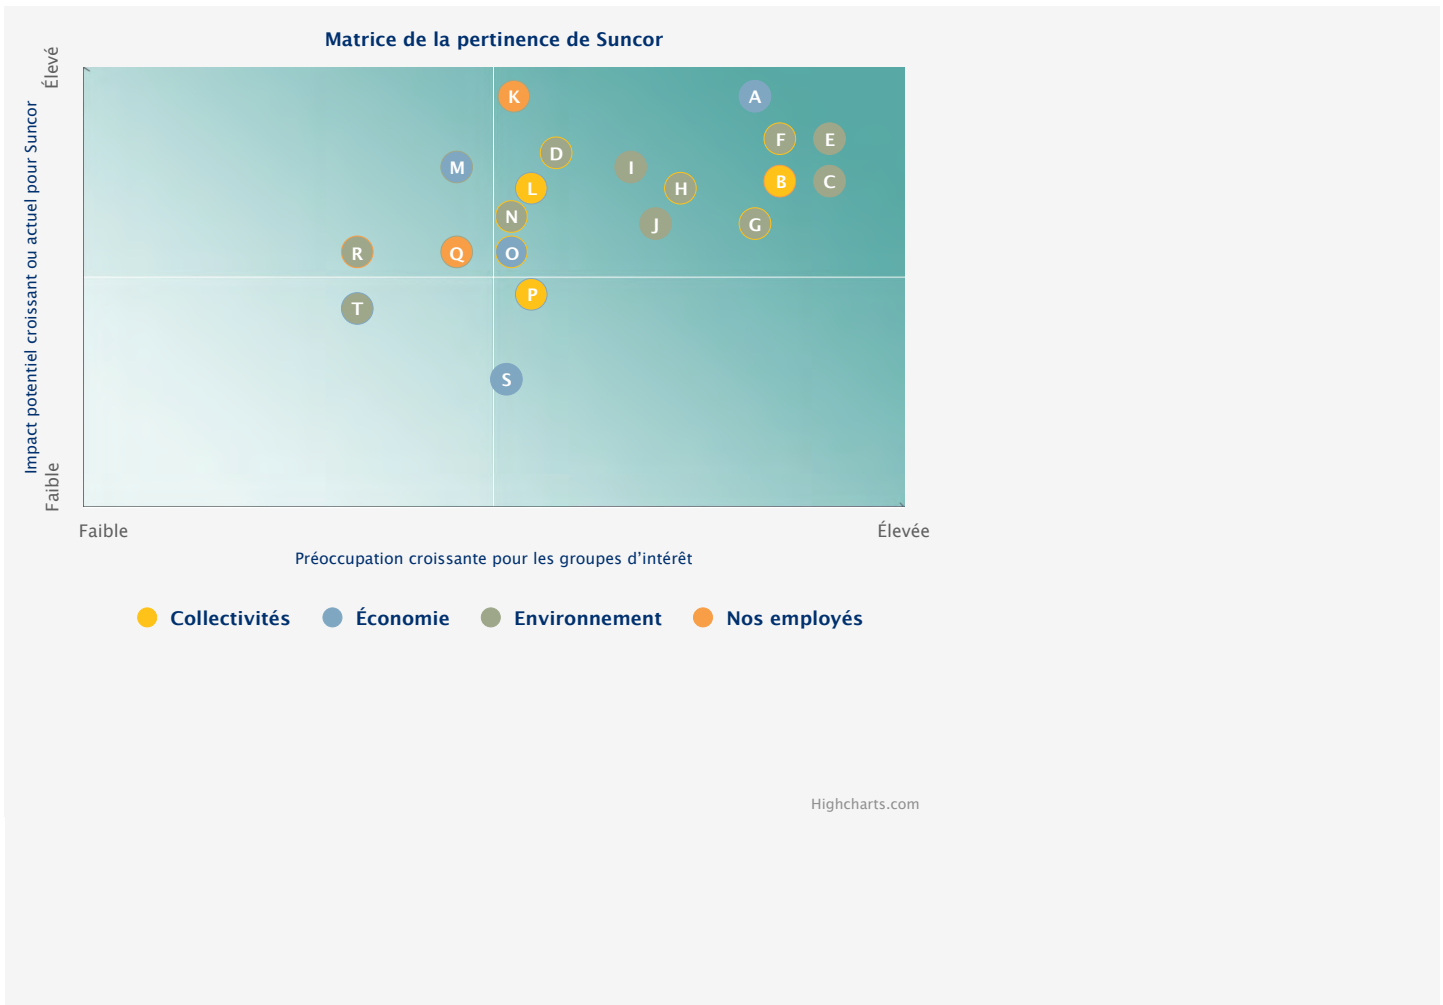 Matrice de la pertinence de Suncor
Élevé
Impact potentiel croissant ou actuel pour Suncor
Faible
K
A
F
E
D
M
I
L
H
B
C
N
J
G
R
Q
O
P
T
S
Faible
Élevée
Préoccupation croissante pour les groupes d’intérêt
Collectivités
Économie
Environnement
Nos employés
Highcharts.com